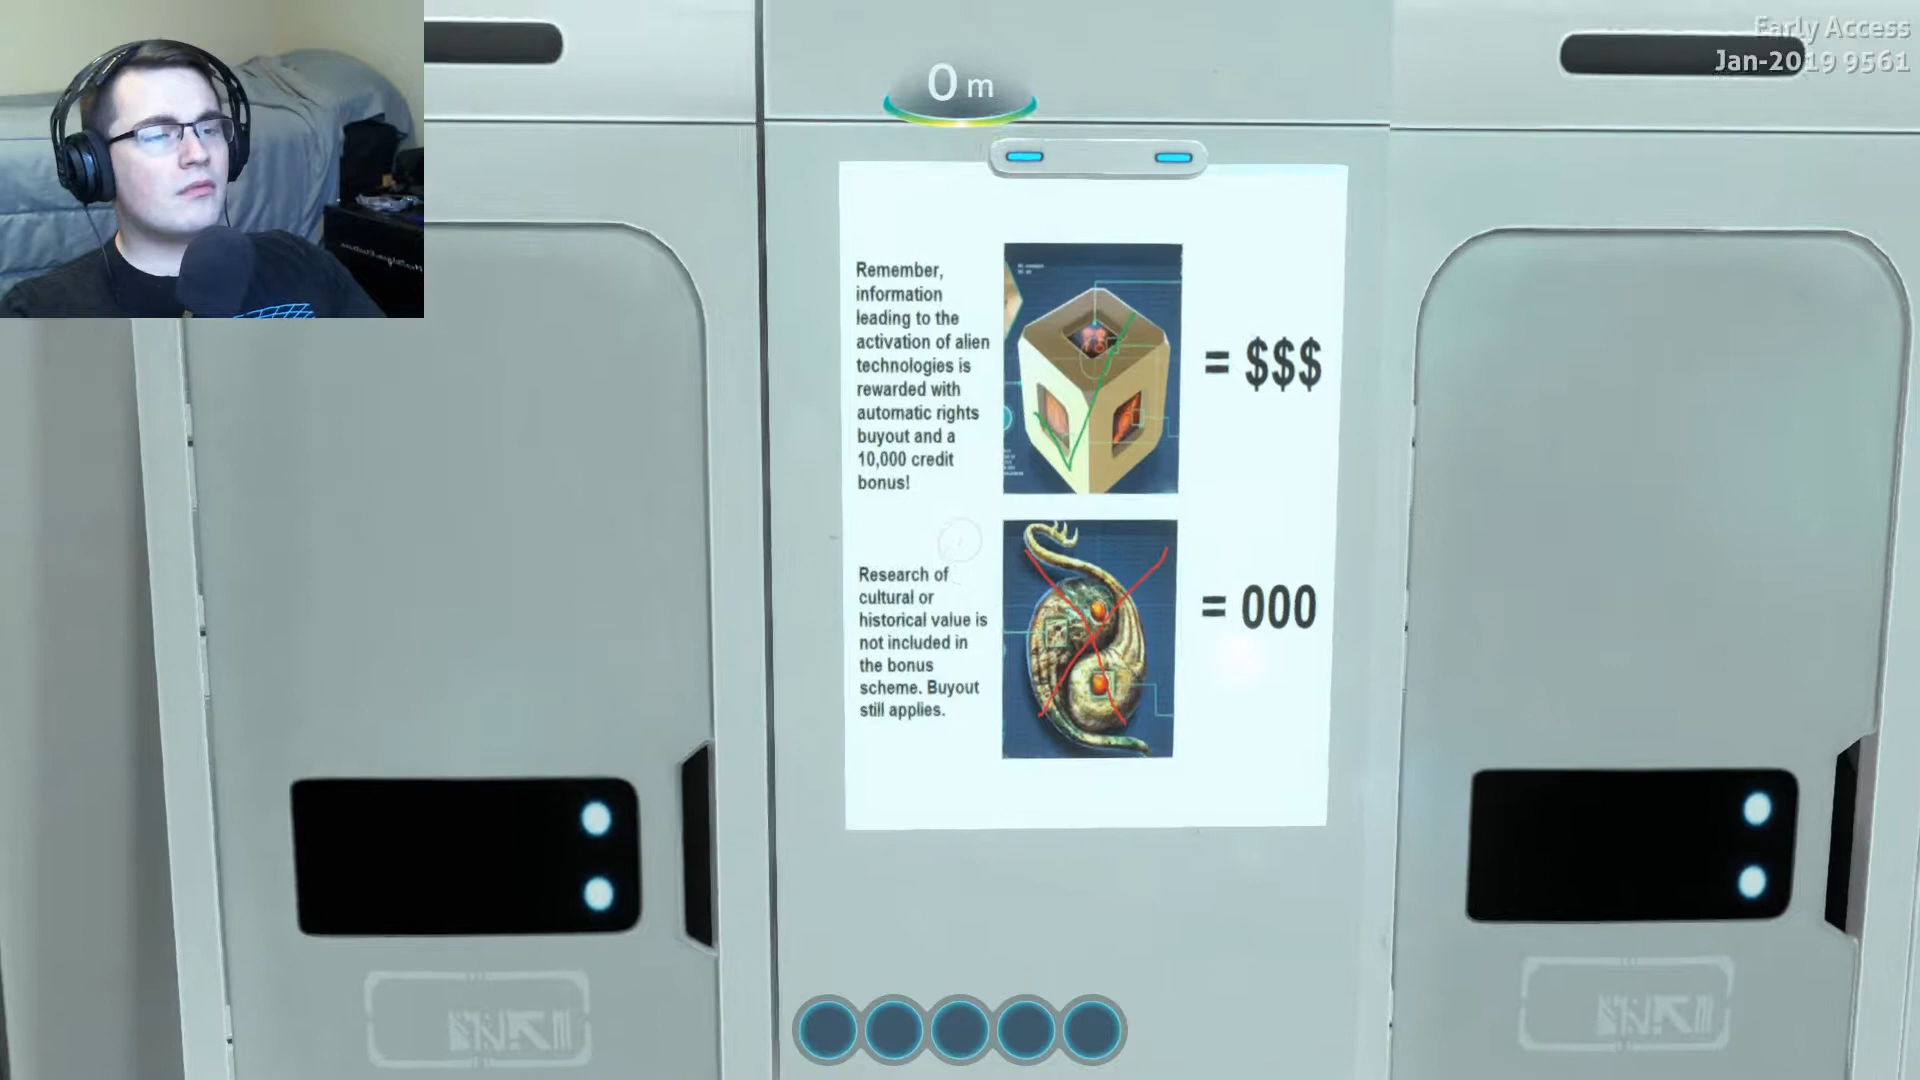 Early Access
Jan-2019 9561
0 m
Remember,
information
leading to the
activation of alien
technologies is
rewarded with
automatic rights
buyout and a
10,000 credit
bonus!
= $$$
Research of
cultural or
historical value is
not included in
the bonus
scheme. Buyout
still applies.
= 000